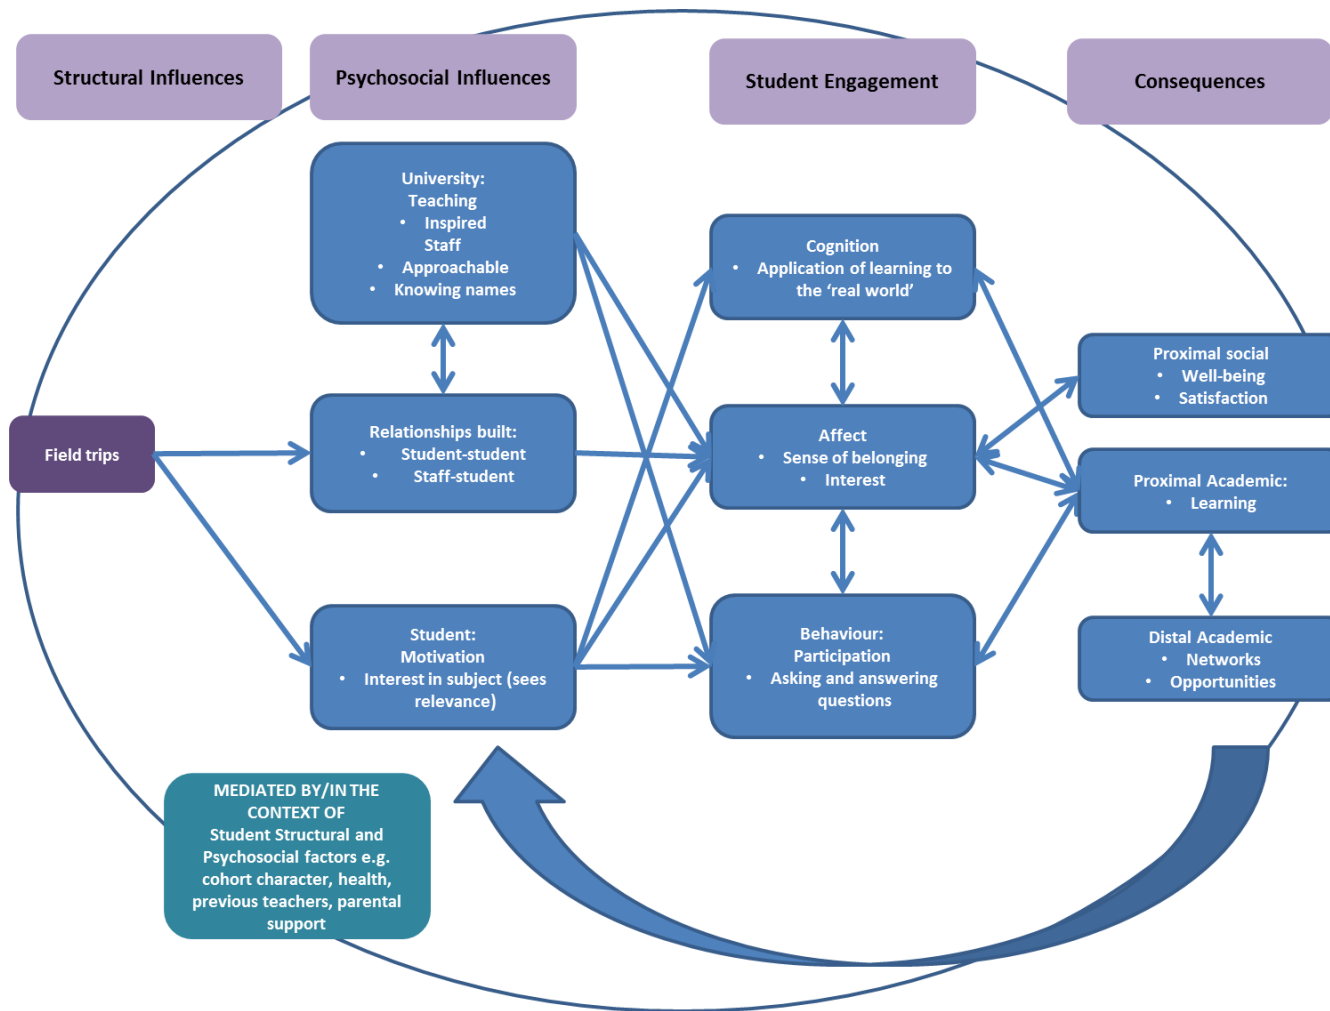 Structural Influences
Psychosocial Influences
Student Engagement
Consequences
University:
Teaching
• Inspired
Staff
• Approachable
• Knowing names
Cognition
• Application of learning to
the ‘real world’
Proximal social
• Well-being
• Satisfaction
Field trips
Relationships built:
• Student-student
• Staff-student
Affect
• Sense of belonging
• Interest
Proximal Academic:
• Learning
Student:
Motivation
• Interest in subject (sees
relevance)
Behaviour:
Participation
• Asking and answering
questions
Distal Academic
• Networks
• Opportunities
MEDIATED BY/IN THE
CONTEXT OF
Student Structural and
Psychosocial factors e.g.
cohort character, health,
previous teachers, parental
support